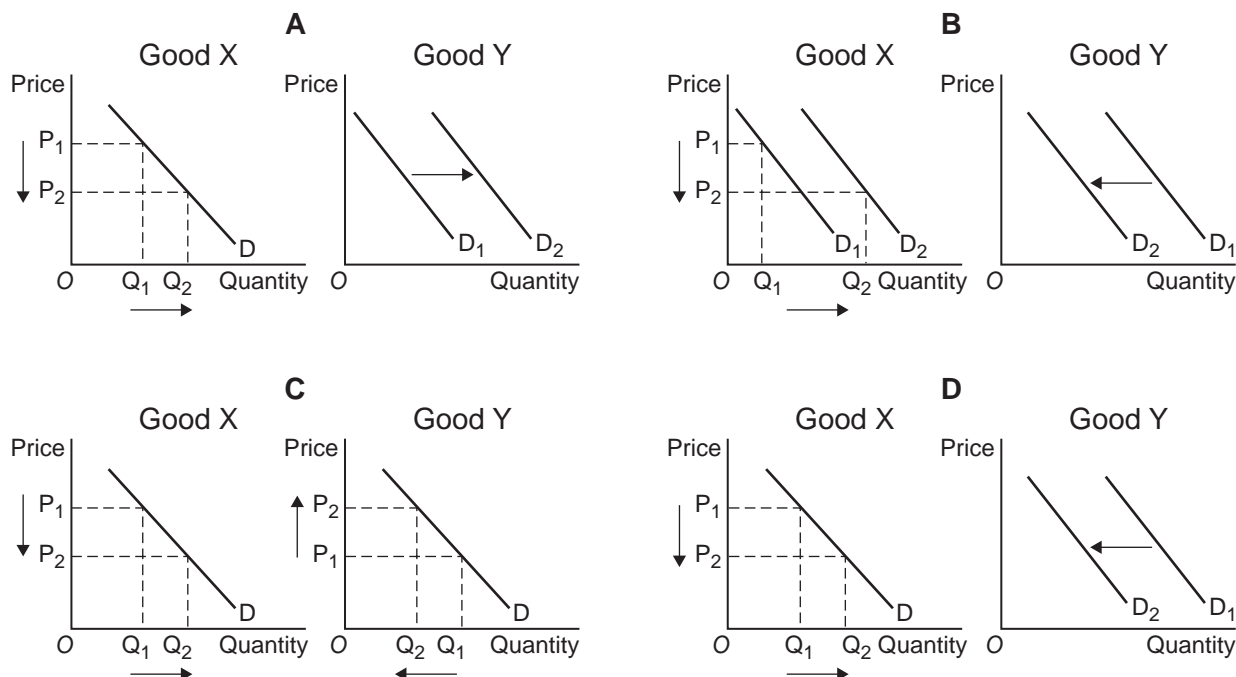 A
Good X
Good Y
Price
P1
P2
D
O
Q1
Q2
Quantity
Price
D1
D2
Quantity
B
Good X
Good Y
Price
P1
P2
D1
D2
O
Q1
Q2
Quantity
Price
D2
D1
O
Quantity
C
Good X
Good Y
Price
P1
P2
D
O
Q1
Q2
Quantity
Price
P2
P1
D
O
Q2
Q1
Quantity
D
Good X
Good Y
Price
P1
P2
D
O
Q1
Q2
Quantity
Price
D2
D1
O
Quantity